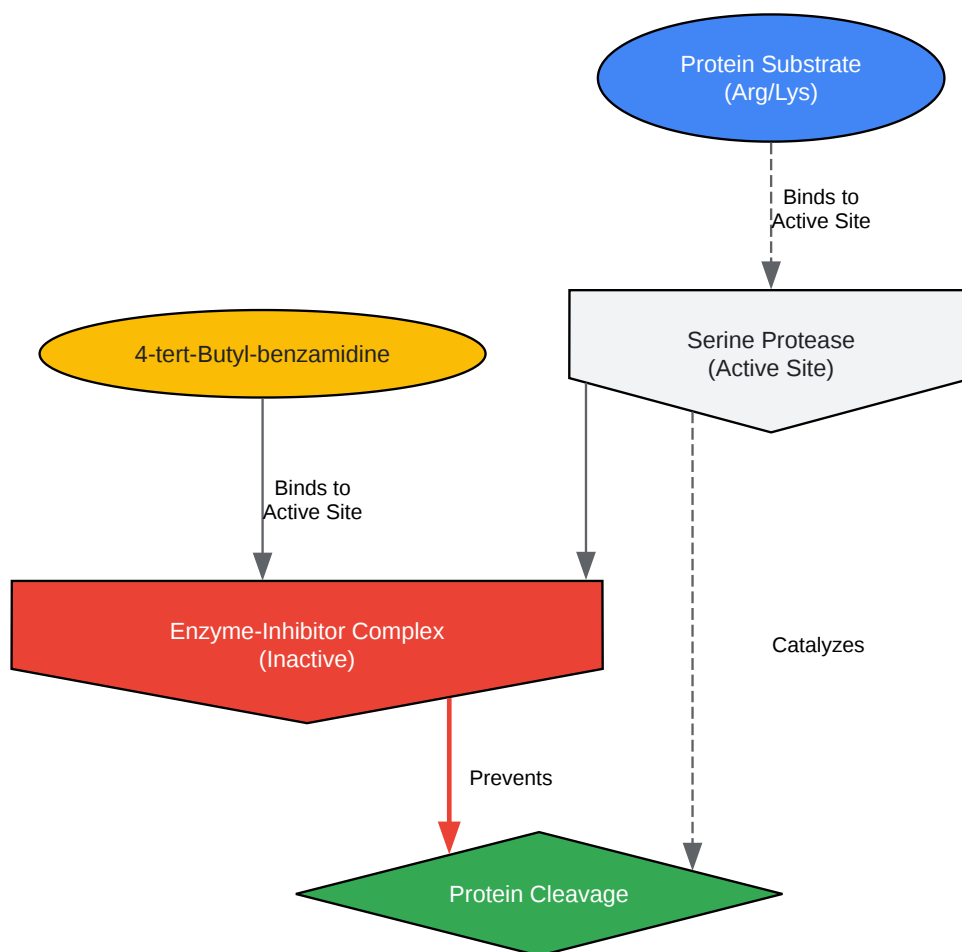 Protein Substrate
(Arg/Lys)
Binds to
Active Site
Serine Protease
(Active Site)
4-tert-Butyl-benzamidine
Binds to
Active Site
Enzyme-Inhibitor Complex
(Inactive)
Catalyzes
Prevents
Protein Cleavage